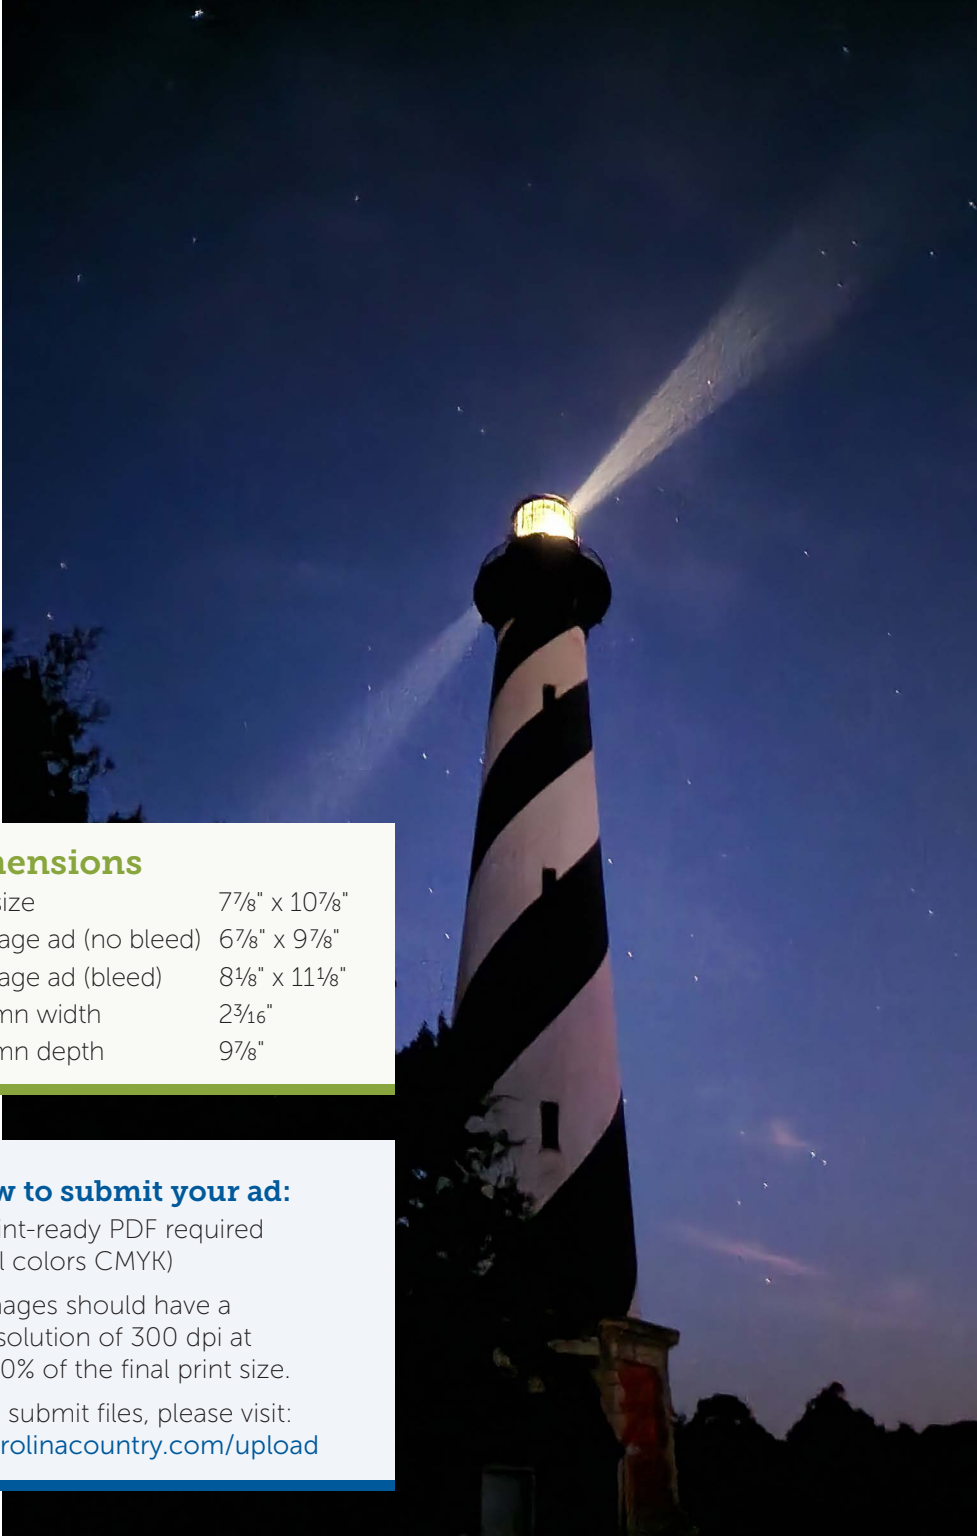 mensions
size 7⅞" x 10⅞"
age ad (no bleed) 6⅞" x 9⅞"
age ad (bleed) 8⅛" x 11⅛"
mn width 2³⁄₁₆"
mn depth 9⅞"
w to submit your ad:
int-ready PDF required
l colors CMYK)
ages should have a
solution of 300 dpi at
0% of the final print size.
submit files, please visit:
rolinacountry.com/upload